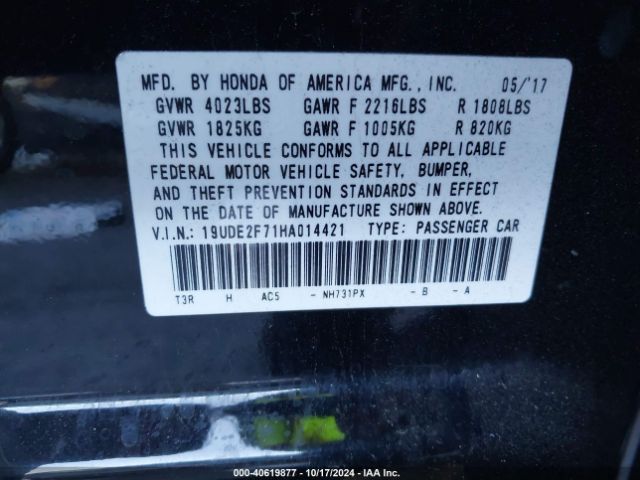 MFD. BY HONDA OF AMERICA MFG., INC. 05/'17
GVWR 4023LBS GAWR F 2216LBS R 1808LBS
GVWR 1825KG GAWR F 1005KG R 820KG
THIS VEHICLE CONFORMS TO ALL APPLICABLE
FEDERAL MOTOR VEHICLE SAFETY, BUMPER,
AND THEFT PREVENTION STANDARDS IN EFFECT
ON THE DATE OF MANUFACTURE SHOWN ABOVE.
V.I.N.: 19UDE2F71HA014421 TYPE: PASSENGER CAR
T3R H AC5 - NH731PX - B - A
000-40619877 - 10/17/2024 - IAA Inc.